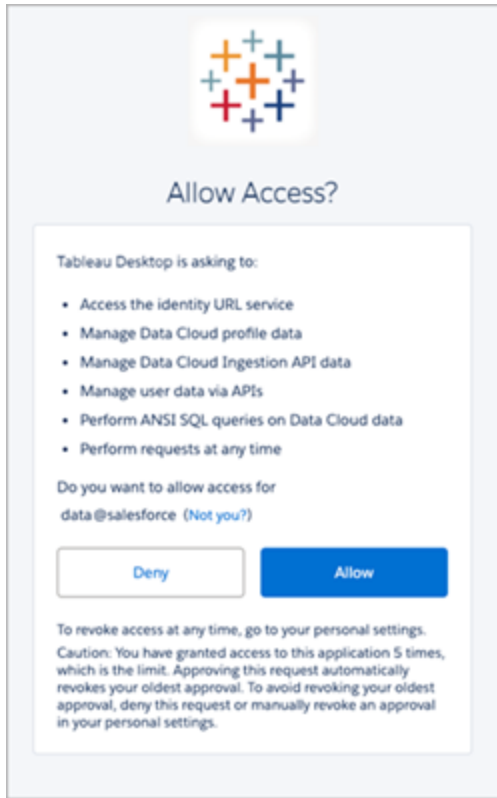 Allow Access?
Tableau Desktop is asking to:
• Access the identity URL service
• Manage Data Cloud profile data
• Manage Data Cloud Ingestion API data
• Manage user data via APIs
• Perform ANSI SQL queries on Data Cloud data
• Perform requests at any time
Do you want to allow access for
data@salesforce (Not you?)
Deny
Allow
To revoke access at any time, go to your personal settings.
Caution: You have granted access to this application 5 times,
which is the limit. Approving this request automatically
revokes your oldest approval. To avoid revoking your oldest
approval, deny this request or manually revoke an approval
in your personal settings.